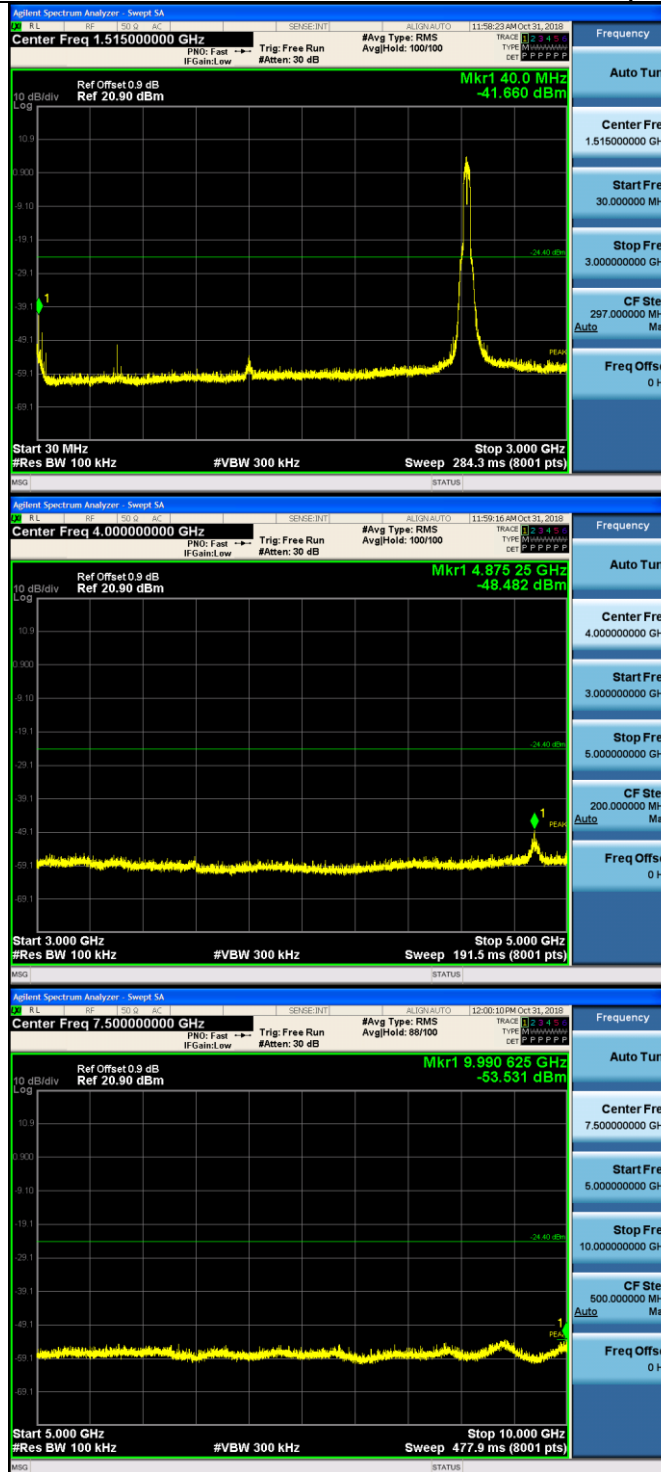 Agilent Spectrum Analyzer - Swept SA
RL RF 50 Ω AC SENSE:INT ALIGNAUTO 11:58:23 AM Oct 31, 2018
Center Freq 1.515000000 GHz
PNO: Fast Trig: Free Run #Avg Type: RMS TRACE 1 2 3 4 5 6
IFGain:Low #Atten: 30 dB Avg|Hold: 100/100 TYPE M
DET P P P P P P
Ref Offset 0.9 dB Mkr1 40.0 MHz
10 dB/div Ref 20.90 dBm -41.660 dBm
Log
10.9
0.900
-9.10
-19.1
-24.40 dBm
-29.1
-39.1
1
-49.1
PEAK
-59.1
-69.1
Start 30 MHz Stop 3.000 GHz
#Res BW 100 kHz #VBW 300 kHz Sweep 284.3 ms (8001 pts)
MSG STATUS
Frequency
Auto Tun
Center Fre
1.515000000 GH
Start Fre
30.000000 MH
Stop Fre
3.000000000 GH
CF Ste
297.000000 MH
Auto Ma
Freq Offse
0 H
Agilent Spectrum Analyzer - Swept SA
RL RF 50 Ω AC SENSE:INT ALIGNAUTO 11:59:16 AM Oct 31, 2018
Center Freq 4.000000000 GHz
PNO: Fast Trig: Free Run #Avg Type: RMS TRACE 1 2 3 4 5 6
IFGain:Low #Atten: 30 dB Avg|Hold: 100/100 TYPE M
DET P P P P P P
Ref Offset 0.9 dB Mkr1 4.875 25 GHz
10 dB/div Ref 20.90 dBm -48.482 dBm
Log
10.9
0.900
-9.10
-19.1
-24.40 dBm
-29.1
-39.1
1
-49.1
PEAK
-59.1
-69.1
Start 3.000 GHz Stop 5.000 GHz
#Res BW 100 kHz #VBW 300 kHz Sweep 191.5 ms (8001 pts)
MSG STATUS
Frequency
Auto Tun
Center Fre
4.000000000 GH
Start Fre
3.000000000 GH
Stop Fre
5.000000000 GH
CF Ste
200.000000 MH
Auto Ma
Freq Offse
0 H
Agilent Spectrum Analyzer - Swept SA
RL RF 50 Ω AC SENSE:INT ALIGNAUTO 12:00:10 PM Oct 31, 2018
Center Freq 7.500000000 GHz
PNO: Fast Trig: Free Run #Avg Type: RMS TRACE 1 2 3 4 5 6
IFGain:Low #Atten: 30 dB Avg|Hold: 88/100 TYPE M
DET P P P P P P
Ref Offset 0.9 dB Mkr1 9.990 625 GHz
10 dB/div Ref 20.90 dBm -53.531 dBm
Log
10.9
0.900
-9.10
-19.1
-24.40 dBm
-29.1
-39.1
-49.1
1
PEAK
-59.1
-69.1
Start 5.000 GHz Stop 10.000 GHz
#Res BW 100 kHz #VBW 300 kHz Sweep 477.9 ms (8001 pts)
MSG STATUS
Frequency
Auto Tun
Center Fre
7.500000000 GH
Start Fre
5.000000000 GH
Stop Fre
10.000000000 GH
CF Ste
500.000000 MH
Auto Ma
Freq Offse
0 H